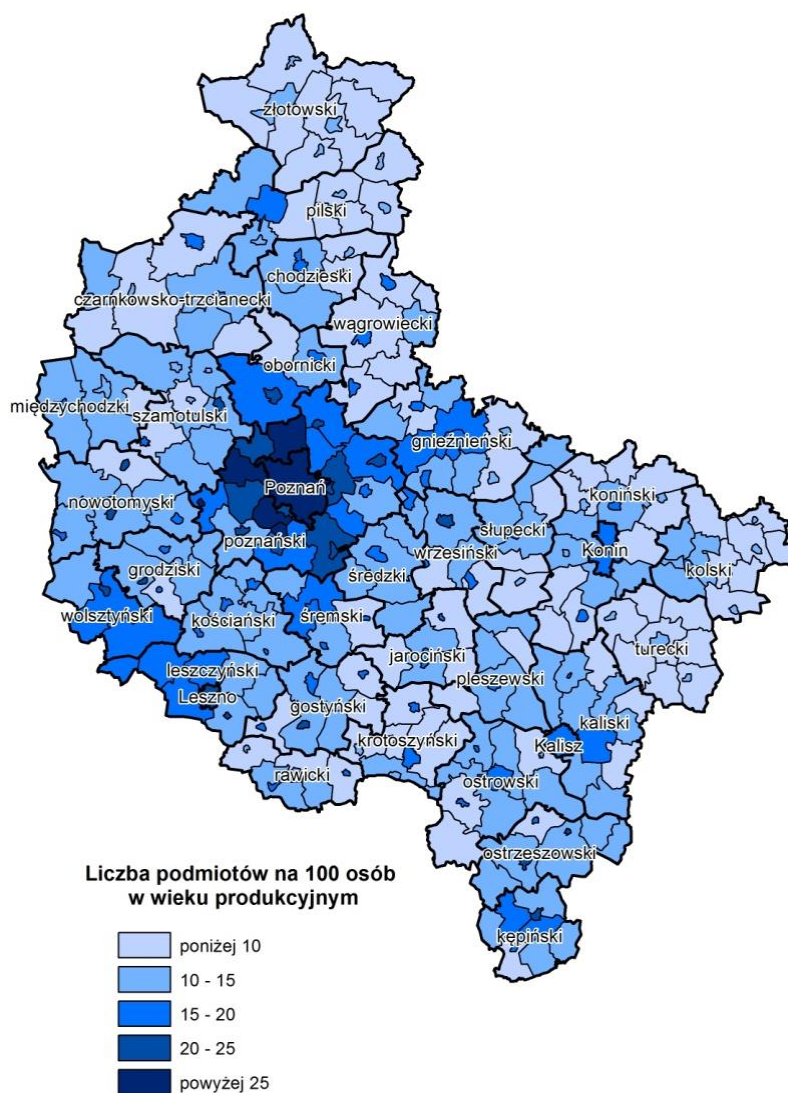 złotowski
pilski
chodzieski
czarnkowsko-trzcianecki
wągrowiecki
obornicki
międzychodzki
szamotulski
gnieźnieński
Poznań
nowotomyski
koniński
słupecki
Konin
poznański
wrzesiński
kolski
grodziski
średzki
wolsztyński
kościański
śremski
turecki
jarociński
leszczyński
pleszewski
Leszno
gostyński
kaliski
krotoszyński
Kalisz
rawicki
ostrowski
ostrzeszowski
kępiński
Liczba podmiotów na 100 osób
w wieku produkcyjnym
poniżej 10
10 - 15
15 - 20
20 - 25
powyżej 25